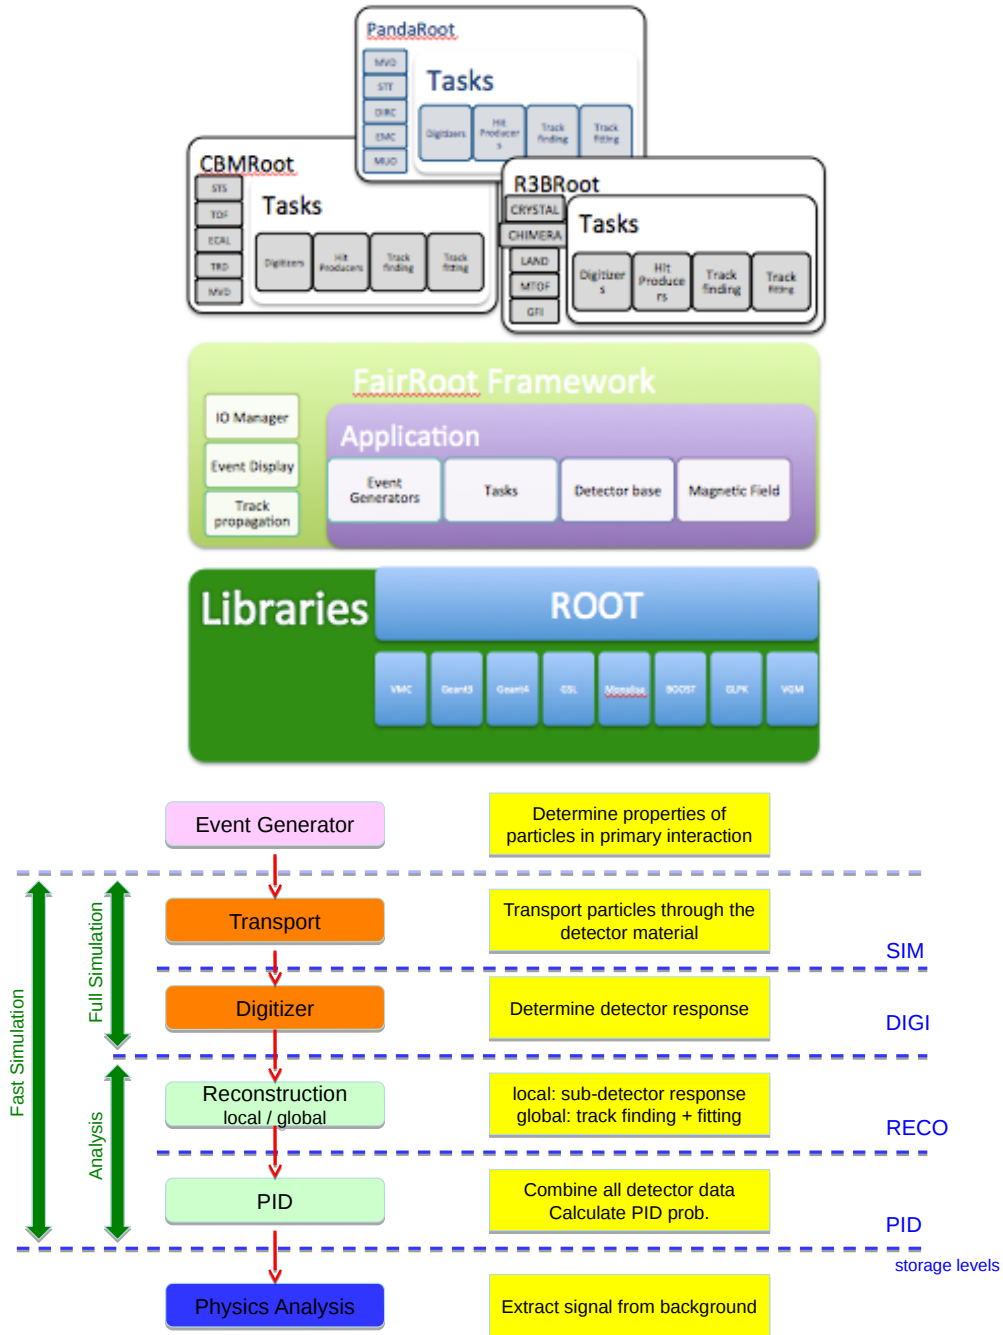 PandaRoot
MVD
STT
DIRC
EMC
MUO
Tasks
Digitizers
Hit
Producer
s
Track
finding
Track
fitting
CBMRoot
STS
TOF
ECAL
TRD
MVD
Tasks
Digitizers
Hit
Producers
Track
finding
Track
fitting
R3BRoot
CRYSTAL
CHIMERA
LAND
MTOF
GFI
Tasks
Digitizer
s
Hit
Produce
rs
Track
finding
Track
fitting
FairRoot Framework
IO Manager
Event Display
Track
propagation
Application
Event
Generators
Tasks
Detector base
Magnetic Field
Libraries
ROOT
VMC
Geant3
Geant4
GSL
Monalisa
BOOST
GLPK
VGM
Event Generator
Determine properties of
particles in primary interaction
Transport
Transport particles through the
detector material
SIM
Digitizer
Determine detector response
DIGI
Full Simulation
Fast Simulation
Reconstruction
local / global
local: sub-detector response
global: track finding + fitting
RECO
Analysis
PID
Combine all detector data
Calculate PID prob.
PID
storage levels
Physics Analysis
Extract signal from background